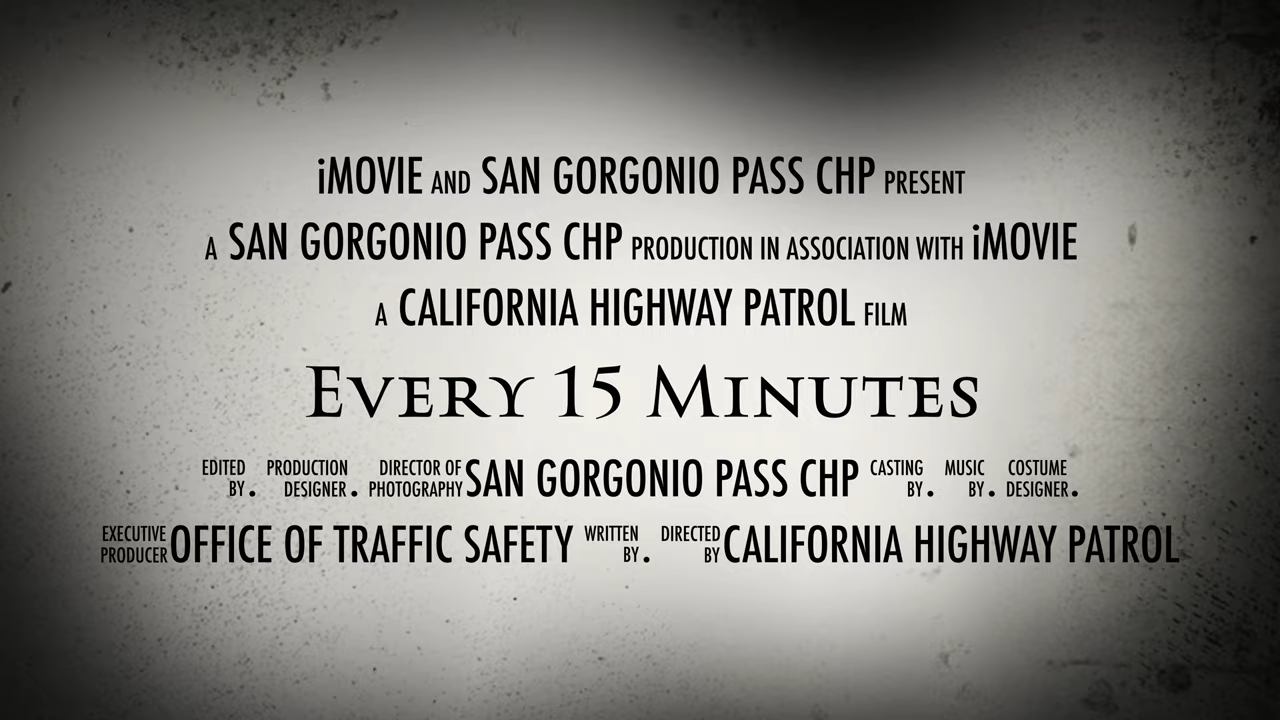 iMOVIE AND SAN GORGONIO PASS CHP PRESENT
A SAN GORGONIO PASS CHP PRODUCTION IN ASSOCIATION WITH iMOVIE
A CALIFORNIA HIGHWAY PATROL FILM
EVERY 15 MINUTES
EDITED BY . PRODUCTION DESIGNER . DIRECTOR OF PHOTOGRAPHY SAN GORGONIO PASS CHP CASTING BY . MUSIC BY . COSTUME DESIGNER .
EXECUTIVE PRODUCER OFFICE OF TRAFFIC SAFETY WRITTEN BY . DIRECTED BY CALIFORNIA HIGHWAY PATROL